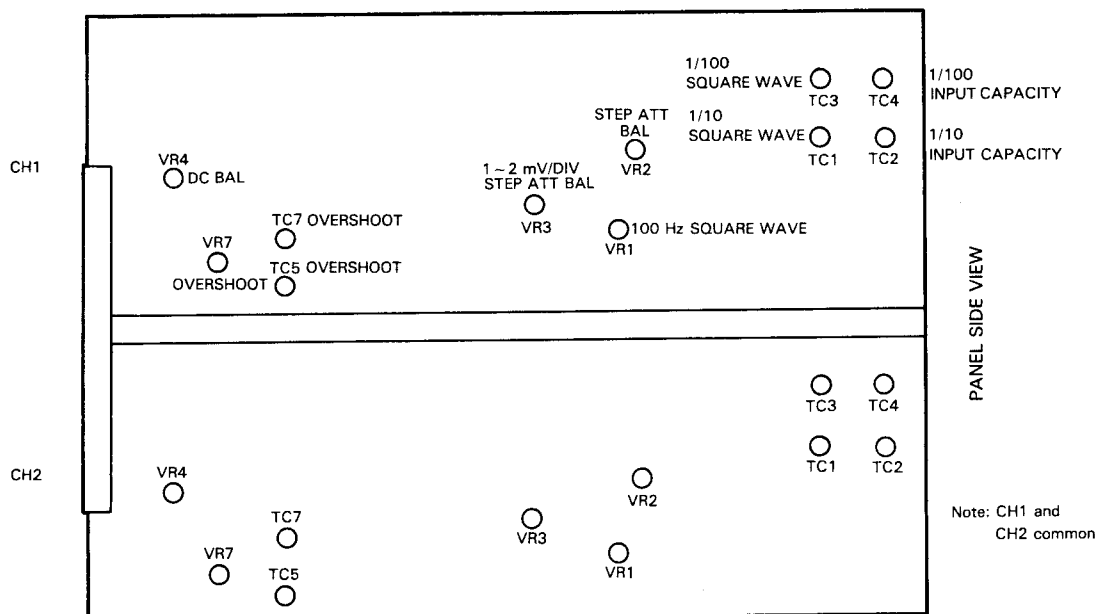 1/100
SQUARE WAVE
TC3
TC4
1/100
INPUT CAPACITY
STEP ATT
BAL
VR2
1/10
SQUARE WAVE
TC1
TC2
1/10
INPUT CAPACITY
CH1
VR4
DC BAL
1~2 mV/DIV
STEP ATT BAL
VR3
TC7 OVERSHOOT
100 Hz SQUARE WAVE
VR1
VR7
OVERSHOOT
TC5 OVERSHOOT
PANEL SIDE VIEW
TC3
TC4
TC1
TC2
CH2
VR4
VR2
TC7
VR3
VR1
VR7
TC5
Note: CH1 and
CH2 common